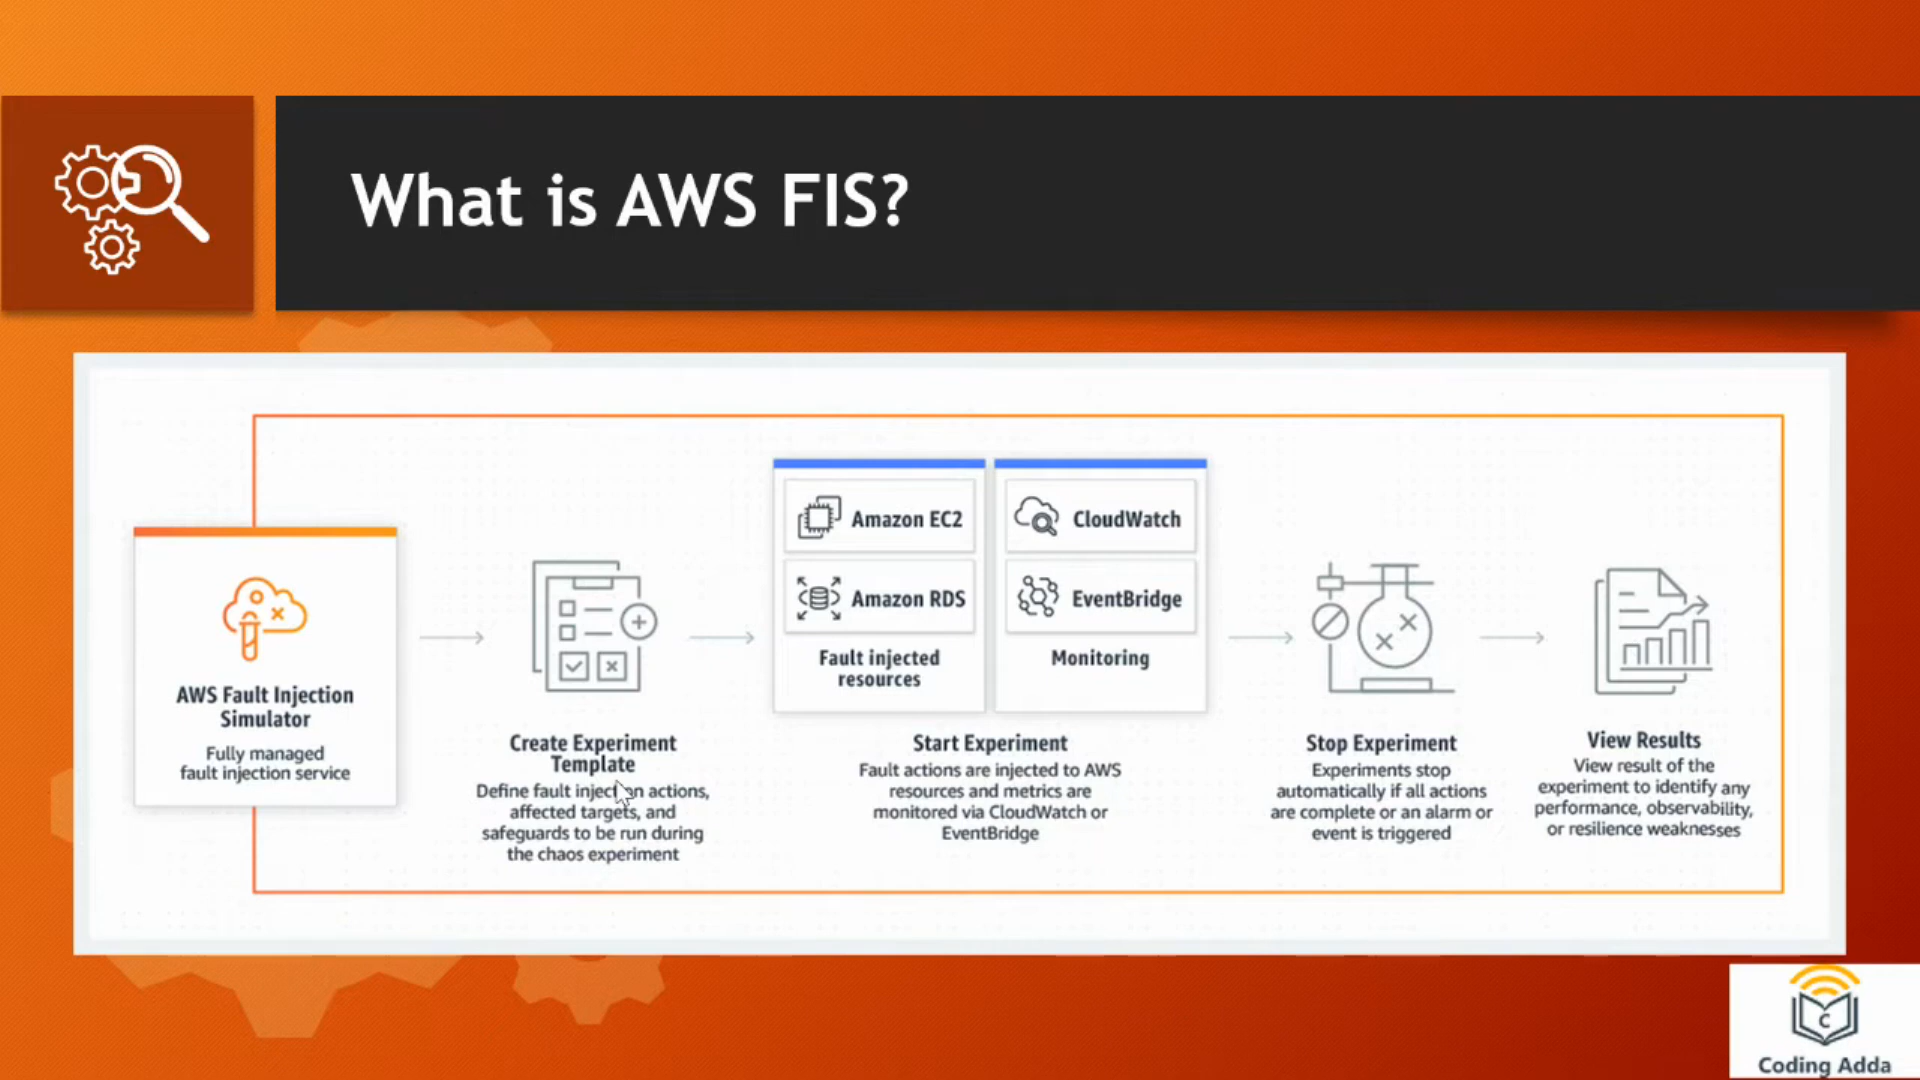 What is AWS FIS?
AWS Fault Injection
Simulator
Fully managed
fault injection service
Create Experiment
Template
Define fault injection actions,
affected targets, and
safeguards to be run during
the chaos experiment
Amazon EC2
Amazon RDS
Fault injected
resources
CloudWatch
EventBridge
Monitoring
Start Experiment
Fault actions are injected to AWS
resources and metrics are
monitored via CloudWatch or
EventBridge
Stop Experiment
Experiments stop
automatically if all actions
are complete or an alarm or
event is triggered
View Results
View result of the
experiment to identify any
performance, observability,
or resilience weaknesses
C
Coding Adda